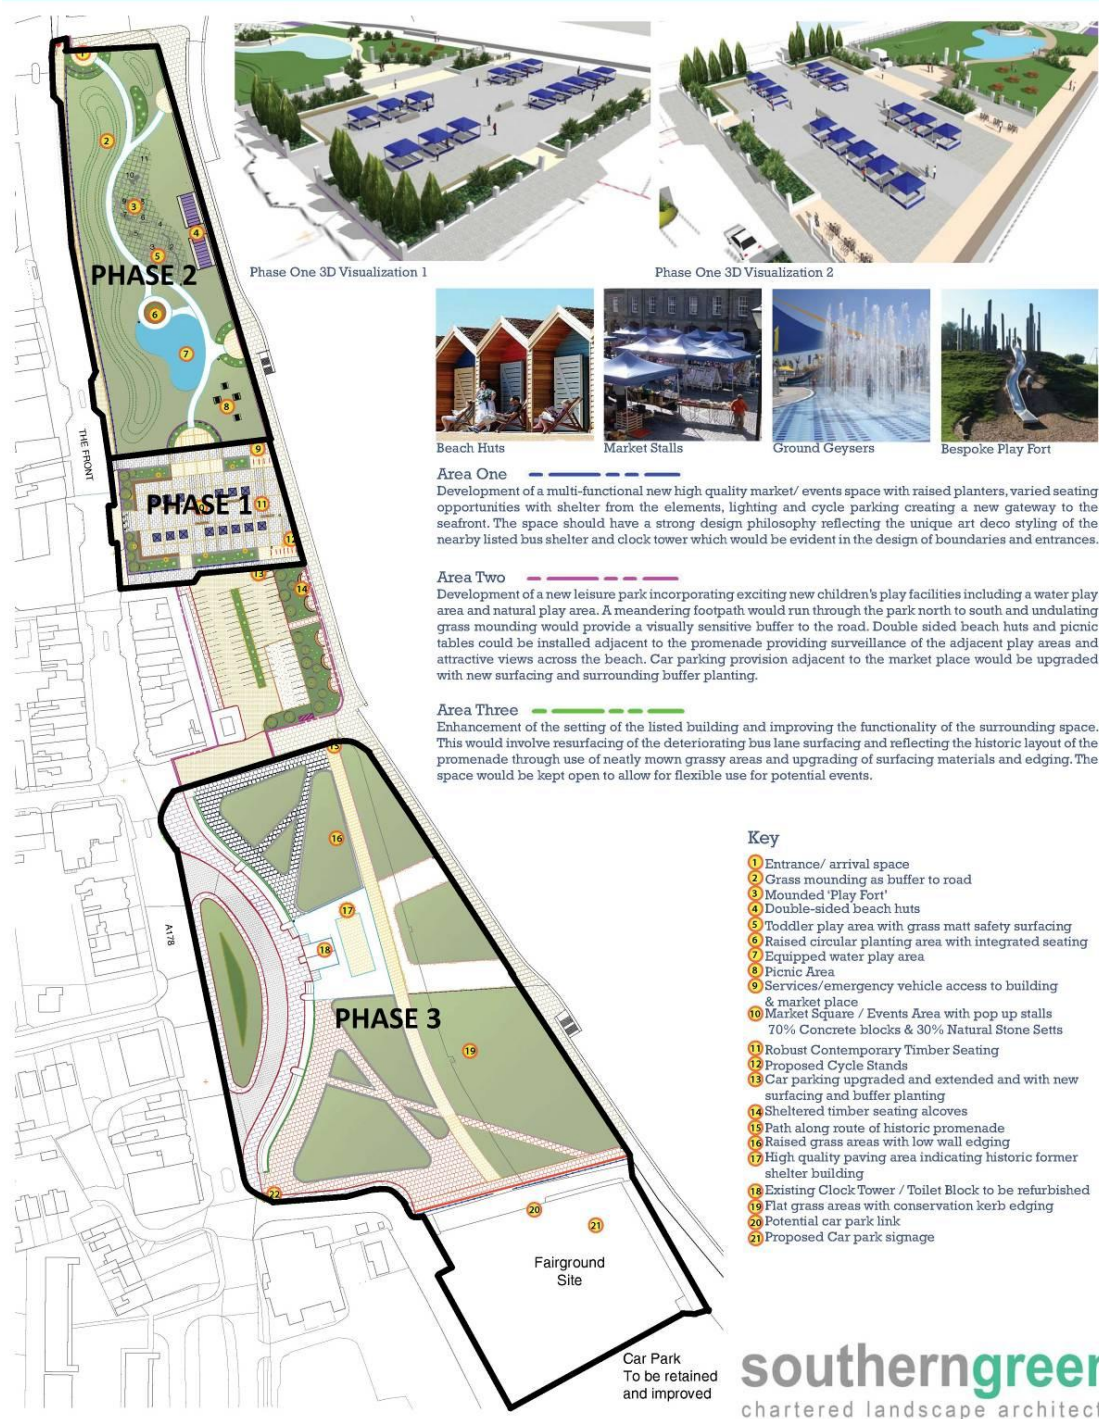 Phase One 3D Visualization 1
Phase One 3D Visualization 2
Beach Huts
Market Stalls
Ground Geysers
Bespoke Play Fort
Area One
Development of a multi-functional new high quality market/ events space with raised planters, varied seating
opportunities with shelter from the elements, lighting and cycle parking creating a new gateway to the
seafront. The space should have a strong design philosophy reflecting the unique art deco styling of the
nearby listed bus shelter and clock tower which would be evident in the design of boundaries and entrances.
Area Two
Development of a new leisure park incorporating exciting new children's play facilities including a water play
area and natural play area. A meandering footpath would run through the park north to south and undulating
grass mounding would provide a visually sensitive buffer to the road. Double sided beach huts and picnic
tables could be installed adjacent to the promenade providing surveillance of the adjacent play areas and
attractive views across the beach. Car parking provision adjacent to the market place would be upgraded
with new surfacing and surrounding buffer planting.
Area Three
Enhancement of the setting of the listed building and improving the functionality of the surrounding space.
This would involve resurfacing of the deteriorating bus lane surfacing and reflecting the historic layout of the
promenade through use of neatly mown grassy areas and upgrading of surfacing materials and edging. The
space would be kept open to allow for flexible use for potential events.
Key
1 Entrance/ arrival space
2 Grass mounding as buffer to road
3 Mounded 'Play Fort'
4 Double-sided beach huts
5 Toddler play area with grass matt safety surfacing
6 Raised circular planting area with integrated seating
7 Equipped water play area
8 Picnic Area
9 Services/emergency vehicle access to building
& market place
10 Market Square / Events Area with pop up stalls
70% Concrete blocks & 30% Natural Stone Setts
11 Robust Contemporary Timber Seating
12 Proposed Cycle Stands
13 Car parking upgraded and extended and with new
surfacing and buffer planting
14 Sheltered timber seating alcoves
15 Path along route of historic promenade
16 Raised grass areas with low wall edging
17 High quality paving area indicating historic former
shelter building
18 Existing Clock Tower / Toilet Block to be refurbished
19 Flat grass areas with conservation kerb edging
20 Potential car park link
21 Proposed Car park signage
1
2
3
4
5
PHASE 2
6
7
8
THE FRONT
9
PHASE 1
11
12
13
14
15
16
17
18
A178
PHASE 3
19
22
20
21
Fairground
Site
Car Park
To be retained
and improved
southerngreen
chartered landscape architect